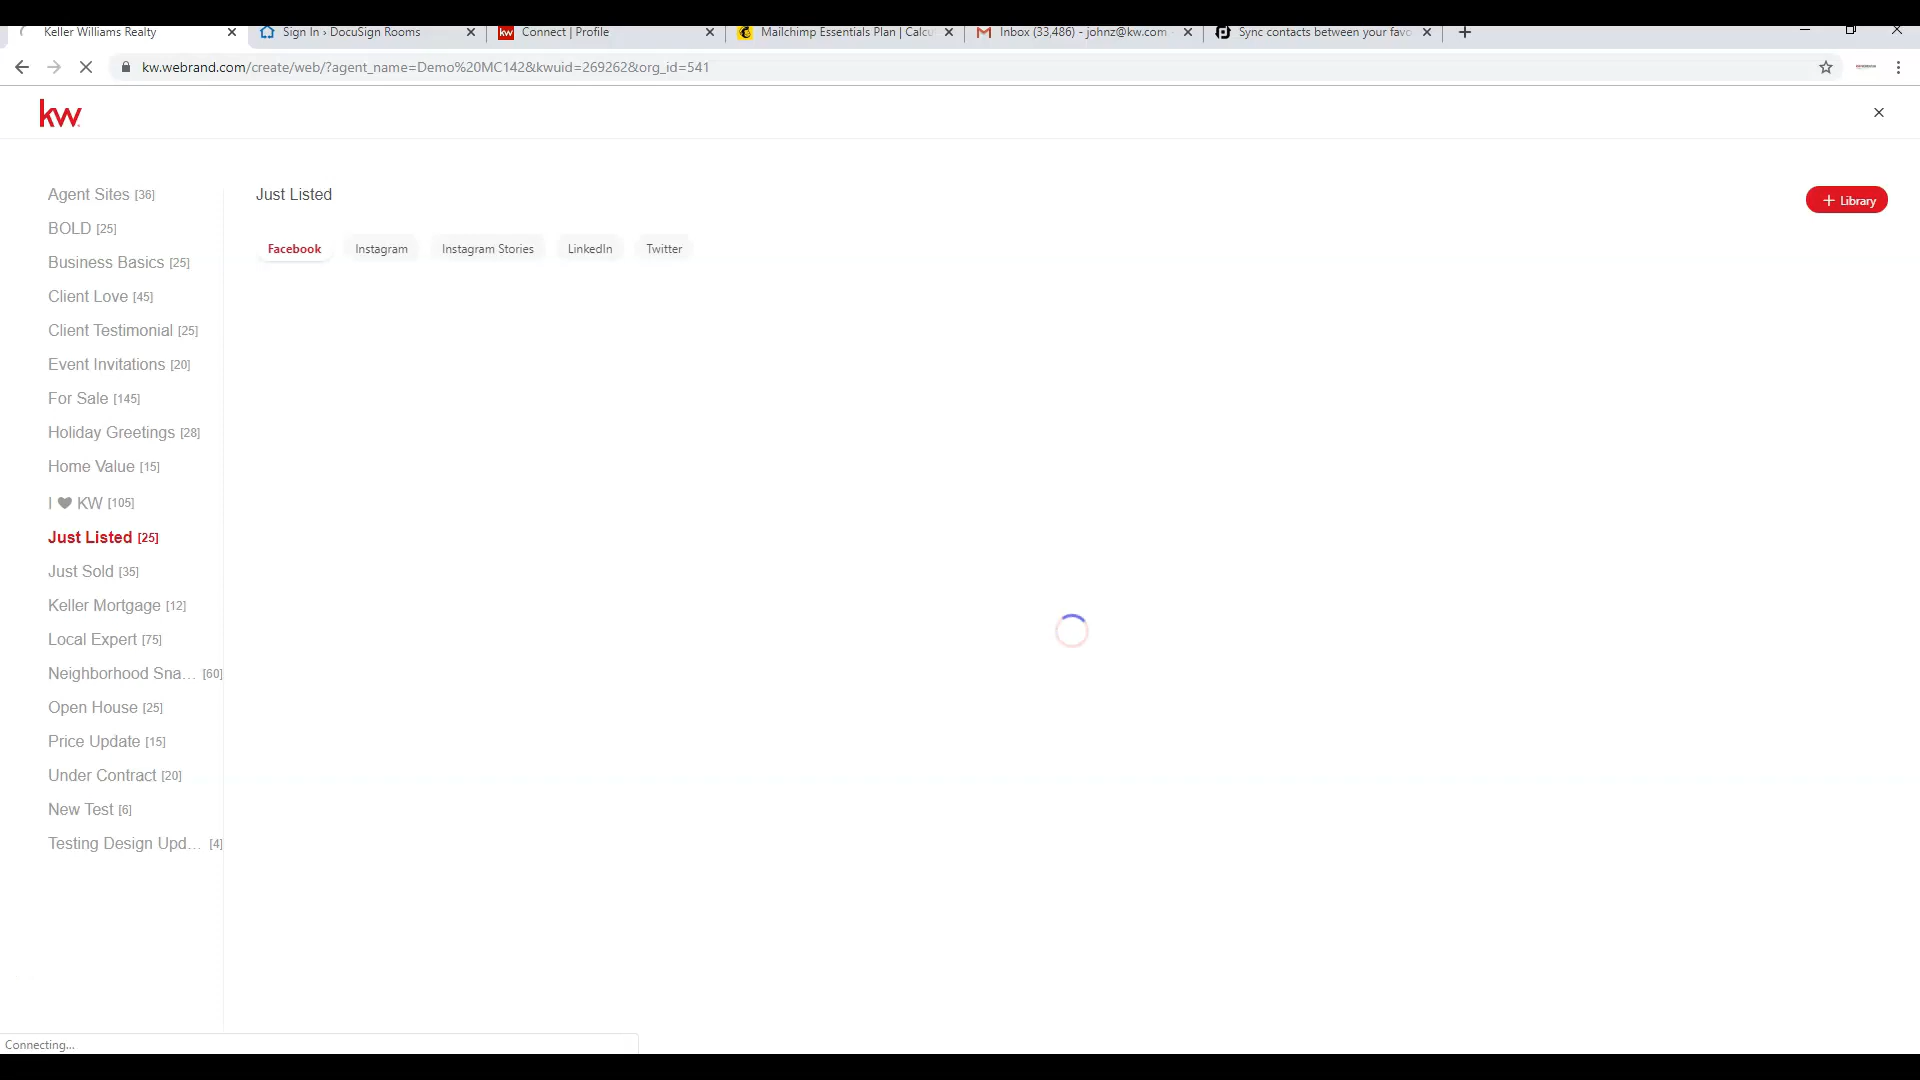 Keller Williams Realty
Sign In › DocuSign Rooms
kw Connect | Profile
Mailchimp Essentials Plan | Calcu
Inbox (33,486) - johnz@kw.com -
Sync contacts between your favo
kw.webrand.com/create/web/?agent_name=Demo%20MC142&kwuid=269262&org_id=541
kw
Agent Sites [36]
BOLD [25]
Business Basics [25]
Client Love [45]
Client Testimonial [25]
Event Invitations [20]
For Sale [145]
Holiday Greetings [28]
Home Value [15]
I ♥ KW [105]
Just Listed [25]
Just Sold [35]
Keller Mortgage [12]
Local Expert [75]
Neighborhood Sna... [60]
Open House [25]
Price Update [15]
Under Contract [20]
New Test [6]
Testing Design Upd... [4]
Just Listed
+ Library
Facebook Instagram Instagram Stories LinkedIn Twitter
Connecting...